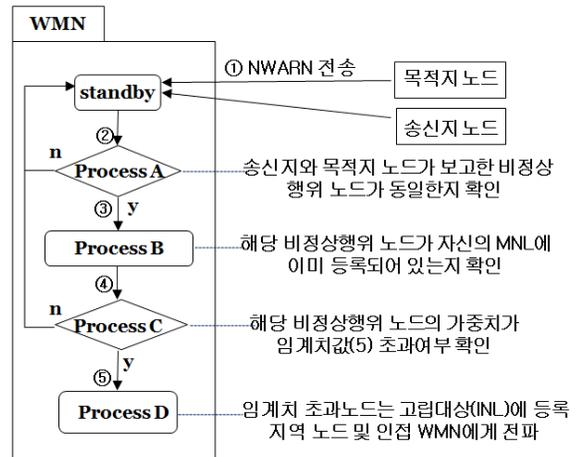 WMN
① NWARN 전송
목적지 노드
standby
송신지 노드
②
n
Process A
송신지와 목적지 노드가 보고한 비정상
행위 노드가 동일한지 확인
③
y
Process B
해당 비정상행위 노드가 자신의 MNL에
이미 등록되어 있는지 확인
④
n
Process C
해당 비정상행위 노드의 가중치가
임계치값(5) 초과여부 확인
y
⑤
Process D
임계치 초과노드는 고립대상(INL)에 등록
지역 노드 및 인접 WMN에게 전파